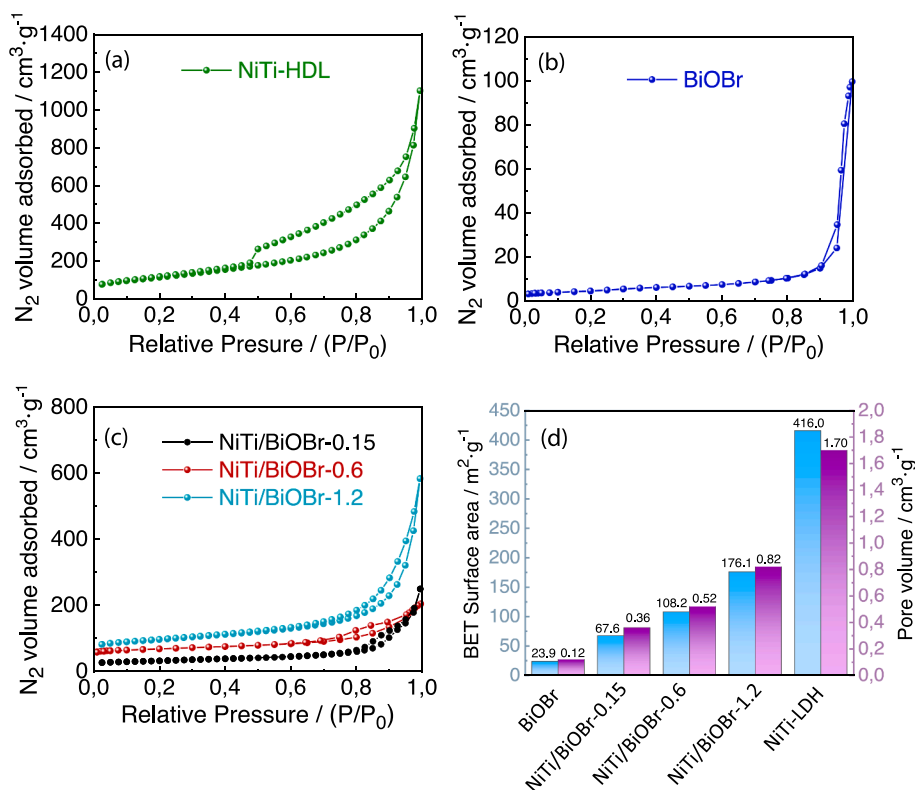 (a)
NiTi-HDL
N2 volume adsorbed / cm³·g⁻¹
1400
1200
1000
800
600
400
200
0
0,0 0,2 0,4 0,6 0,8 1,0
Relative Presure / (P/P0)
(b)
BiOBr
N2 volume adsorbed / cm³·g⁻¹
120
100
80
60
40
20
0
0,0 0,2 0,4 0,6 0,8 1,0
Relative Presure / (P/P0)
(c)
NiTi/BiOBr-0.15
NiTi/BiOBr-0.6
NiTi/BiOBr-1.2
N2 volume adsorbed / cm³·g⁻¹
800
600
400
200
0
0,0 0,2 0,4 0,6 0,8 1,0
Relative Pressure / (P/P0)
(d)
BET Surface area / m²·g⁻¹
450
400
350
300
250
200
150
100
50
0
23.9 0.12
67.6 0.36
108.2 0.52
176.1 0.82
416.0 1.70
2,0
1,8
1,6
1,4
1,2
1,0
0,8
0,6
0,4
0,2
0,0
Pore volume / cm³·g⁻¹
BiOBr
NiTi/BiOBr-0.15
NiTi/BiOBr-0.6
NiTi/BiOBr-1.2
NiTi-LDH